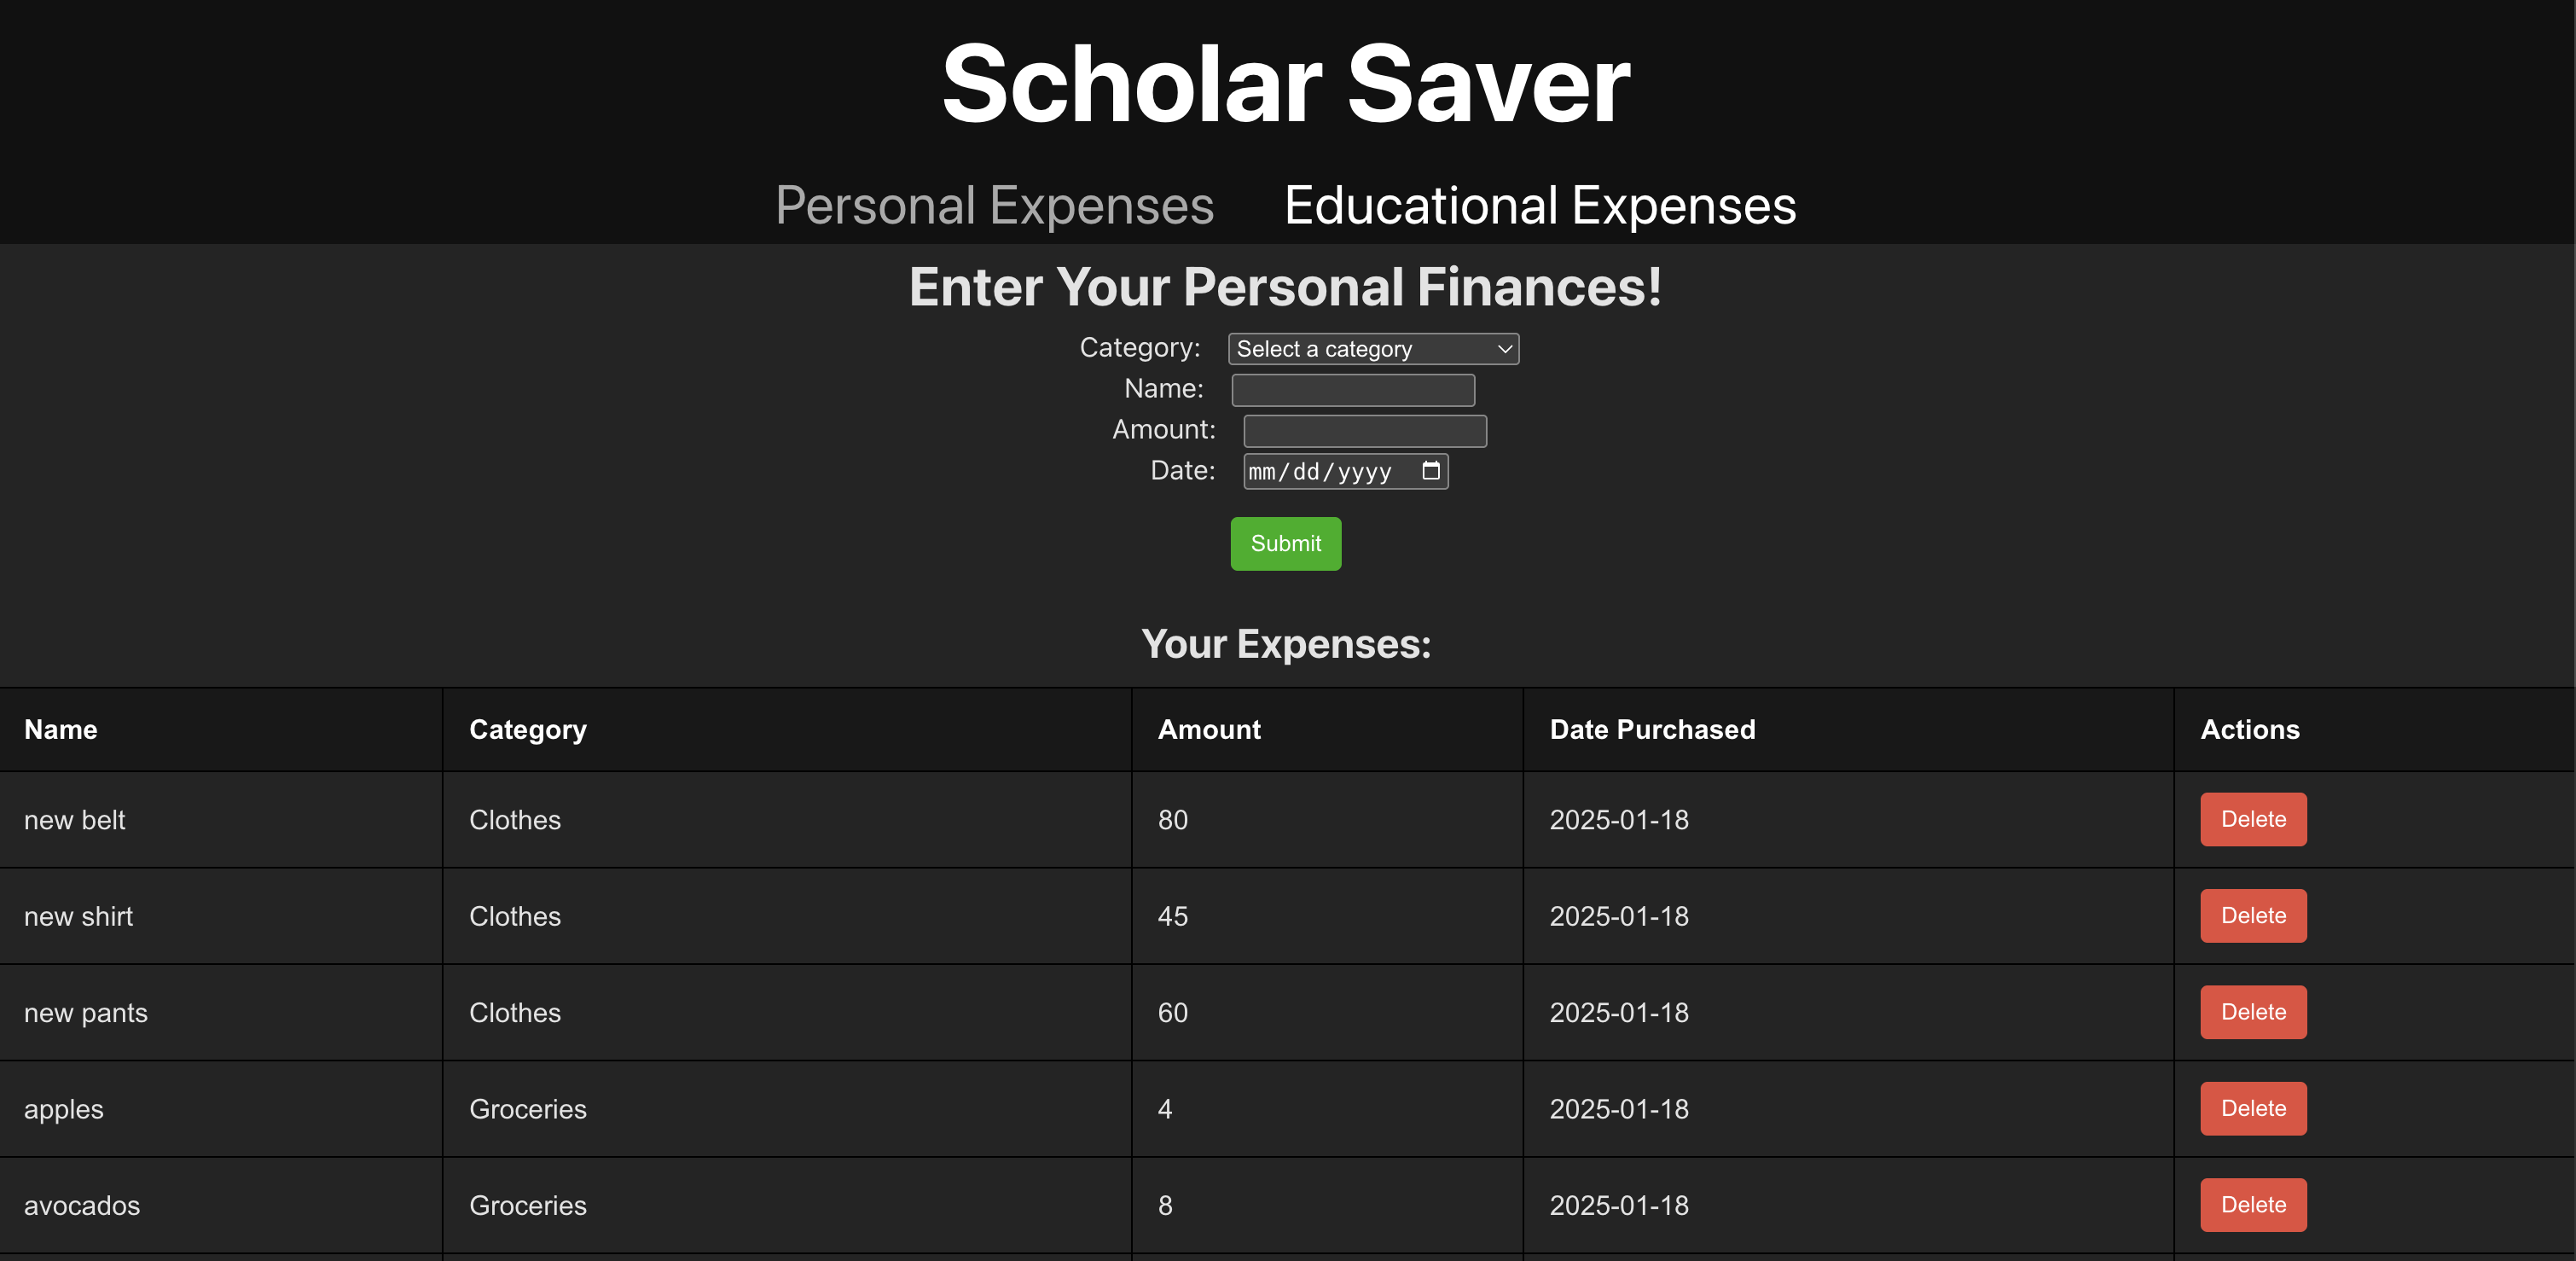 Scholar Saver
Personal Expenses Educational Expenses
Enter Your Personal Finances!
Category: Select a category
Name:
Amount:
Date: mm/dd/yyyy
Submit
Your Expenses:
Name Category Amount Date Purchased Actions
new belt Clothes 80 2025-01-18 Delete
new shirt Clothes 45 2025-01-18 Delete
new pants Clothes 60 2025-01-18 Delete
apples Groceries 4 2025-01-18 Delete
avocados Groceries 8 2025-01-18 Delete